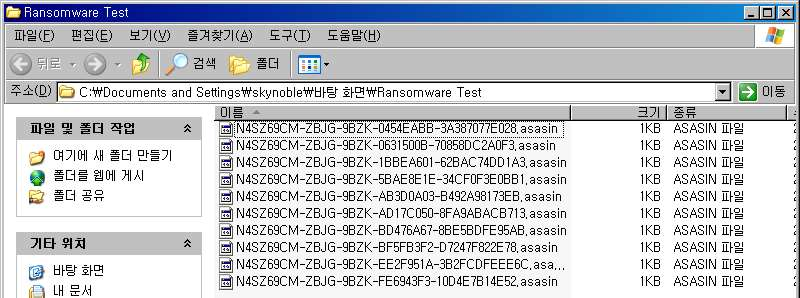 Ransomware Test
파일(F) 편집(E) 보기(V) 즐겨찾기(A) 도구(T) 도움말(H)
뒤로 검색 폴더
주소(D) C:₩Documents and Settings₩skynoble₩바탕 화면₩Ransomware Test 이동
파일 및 폴더 작업
여기에 새 폴더 만들기
폴더를 웹에 게시
폴더 공유
기타 위치
바탕 화면
내 문서
이름 크기 종류
N4SZ69CM-ZBJG-9BZK-0454EABB-3A387077E028,asasin 1KB ASASIN 파일
N4SZ69CM-ZBJG-9BZK-0631500B-70858DC2A0F3,asasin 1KB ASASIN 파일
N4SZ69CM-ZBJG-9BZK-1BBEA601-62BAC74DD1A3,asasin 1KB ASASIN 파일
N4SZ69CM-ZBJG-9BZK-5BAE8E1E-34CF0F3E0BB1,asasin 1KB ASASIN 파일
N4SZ69CM-ZBJG-9BZK-AB3D0A03-B492A98173EB,asasin 1KB ASASIN 파일
N4SZ69CM-ZBJG-9BZK-AD17C050-8FA9ABACB713,asasin 1KB ASASIN 파일
N4SZ69CM-ZBJG-9BZK-BD476A67-8BE5BDFE95AB,asasin 1KB ASASIN 파일
N4SZ69CM-ZBJG-9BZK-BF5FB3F2-D7247F822E78,asasin 1KB ASASIN 파일
N4SZ69CM-ZBJG-9BZK-EE2F951A-3B2FCDFEEE6C,asa,,, 1KB ASASIN 파일
N4SZ69CM-ZBJG-9BZK-FE6943F3-10D4E7B14E52,asasin 1KB ASASIN 파일